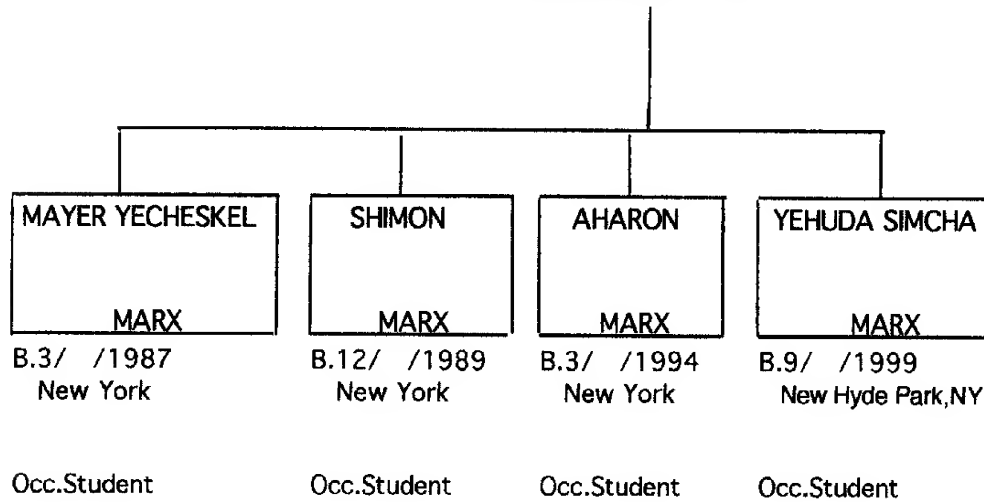 MAYER YECHESKEL
MARX
B.3/ /1987
New York
Occ.Student
SHIMON
MARX
B.12/ /1989
New York
Occ.Student
AHARON
MARX
B.3/ /1994
New York
Occ.Student
YEHUDA SIMCHA
MARX
B.9/ /1999
New Hyde Park,NY
Occ.Student